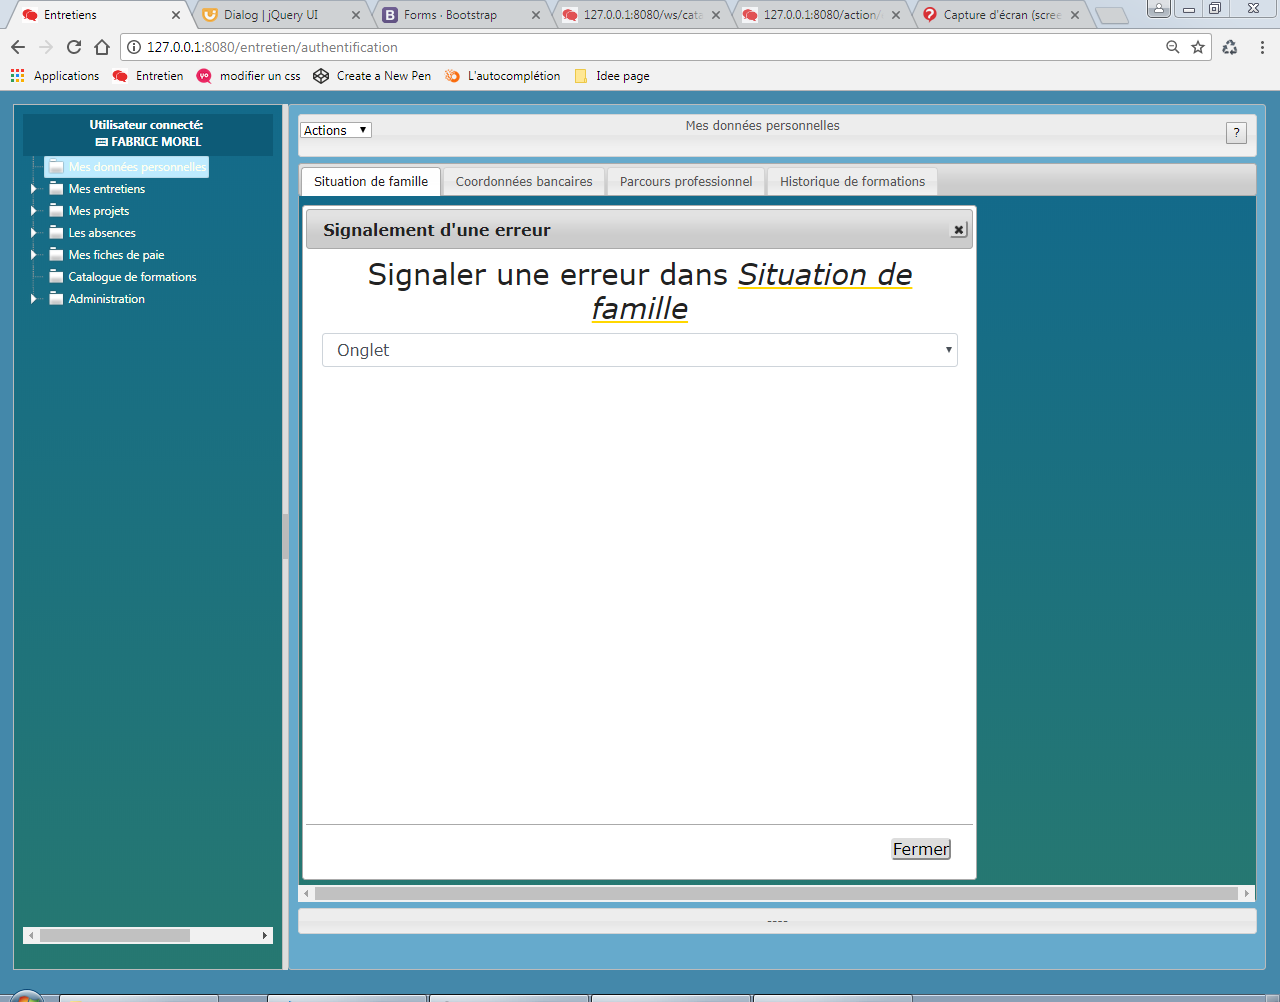 Entretiens
Dialog | jQuery UI
Forms · Bootstrap
127.0.0.1:8080/ws/cata
127.0.0.1:8080/action/
Capture d'écran (scree
127.0.0.1:8080/entretien/authentification
Applications
Entretien
modifier un css
Create a New Pen
L'autocomplétion
Idee page
Utilisateur connecté:
FABRICE MOREL
Mes données personnelles
Mes entretiens
Mes projets
Les absences
Mes fiches de paie
Catalogue de formations
Administration
Actions
Mes données personnelles
?
Situation de famille
Coordonnées bancaires
Parcours professionnel
Historique de formations
Signalement d'une erreur
Signaler une erreur dans Situation de
famille
Onglet
Fermer
----